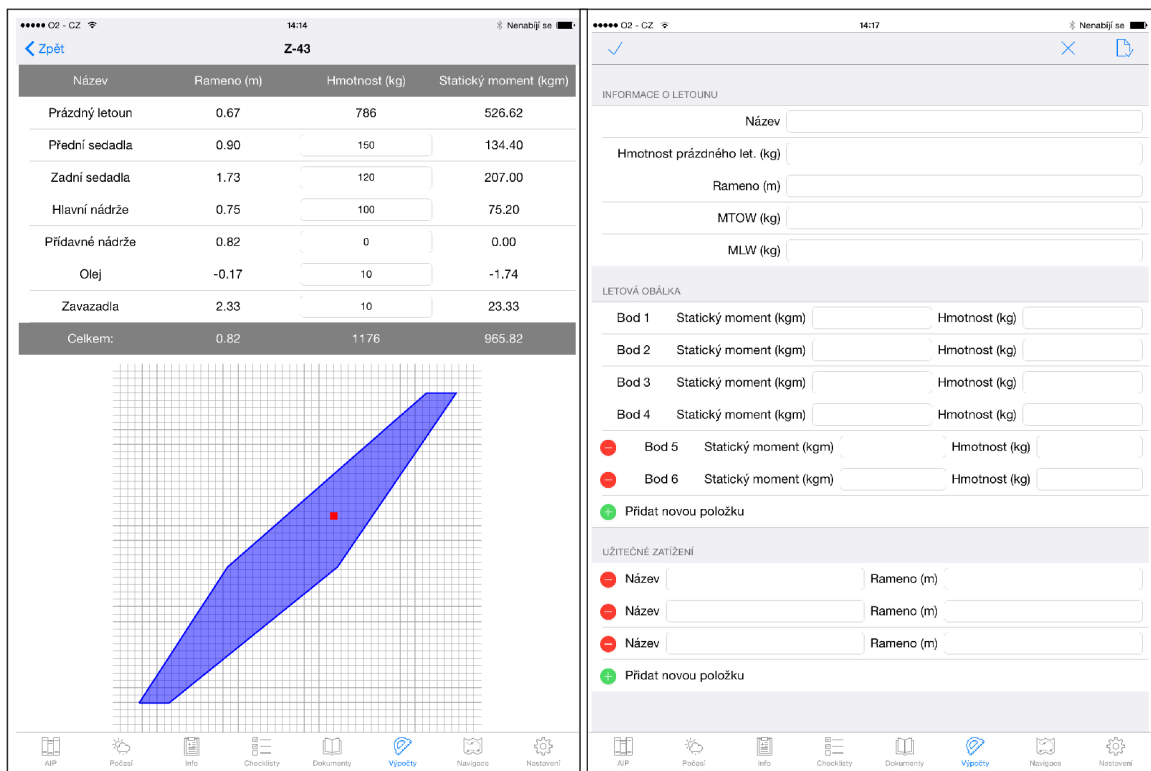 ●●●●● O2 - CZ 14:14 Nenabíjí se
Zpět Z-43
Název Rameno (m) Hmotnost (kg) Statický moment (kgm)
Prázdný letoun 0.67 786 526.62
Přední sedadla 0.90 150 134.40
Zadní sedadla 1.73 120 207.00
Hlavní nádrže 0.75 100 75.20
Přídavné nádrže 0.82 0 0.00
Olej -0.17 10 -1.74
Zavazadla 2.33 10 23.33
Celkem: 0.82 1176 965.82
AIP Počasí Info Checklisty Dokumenty Výpočty Navigace Nastavení
●●●●● O2 - CZ 14:17 Nenabíjí se
INFORMACE O LETOUNU
Název
Hmotnost prázdného let. (kg)
Rameno (m)
MTOW (kg)
MLW (kg)
LETOVÁ OBÁLKA
Bod 1 Statický moment (kgm) Hmotnost (kg)
Bod 2 Statický moment (kgm) Hmotnost (kg)
Bod 3 Statický moment (kgm) Hmotnost (kg)
Bod 4 Statický moment (kgm) Hmotnost (kg)
Bod 5 Statický moment (kgm) Hmotnost (kg)
Bod 6 Statický moment (kgm) Hmotnost (kg)
Přidat novou položku
UŽITEČNÉ ZATÍŽENÍ
Název Rameno (m)
Název Rameno (m)
Název Rameno (m)
Přidat novou položku
AIP Počasí Info Checklisty Dokumenty Výpočty Navigace Nastavení